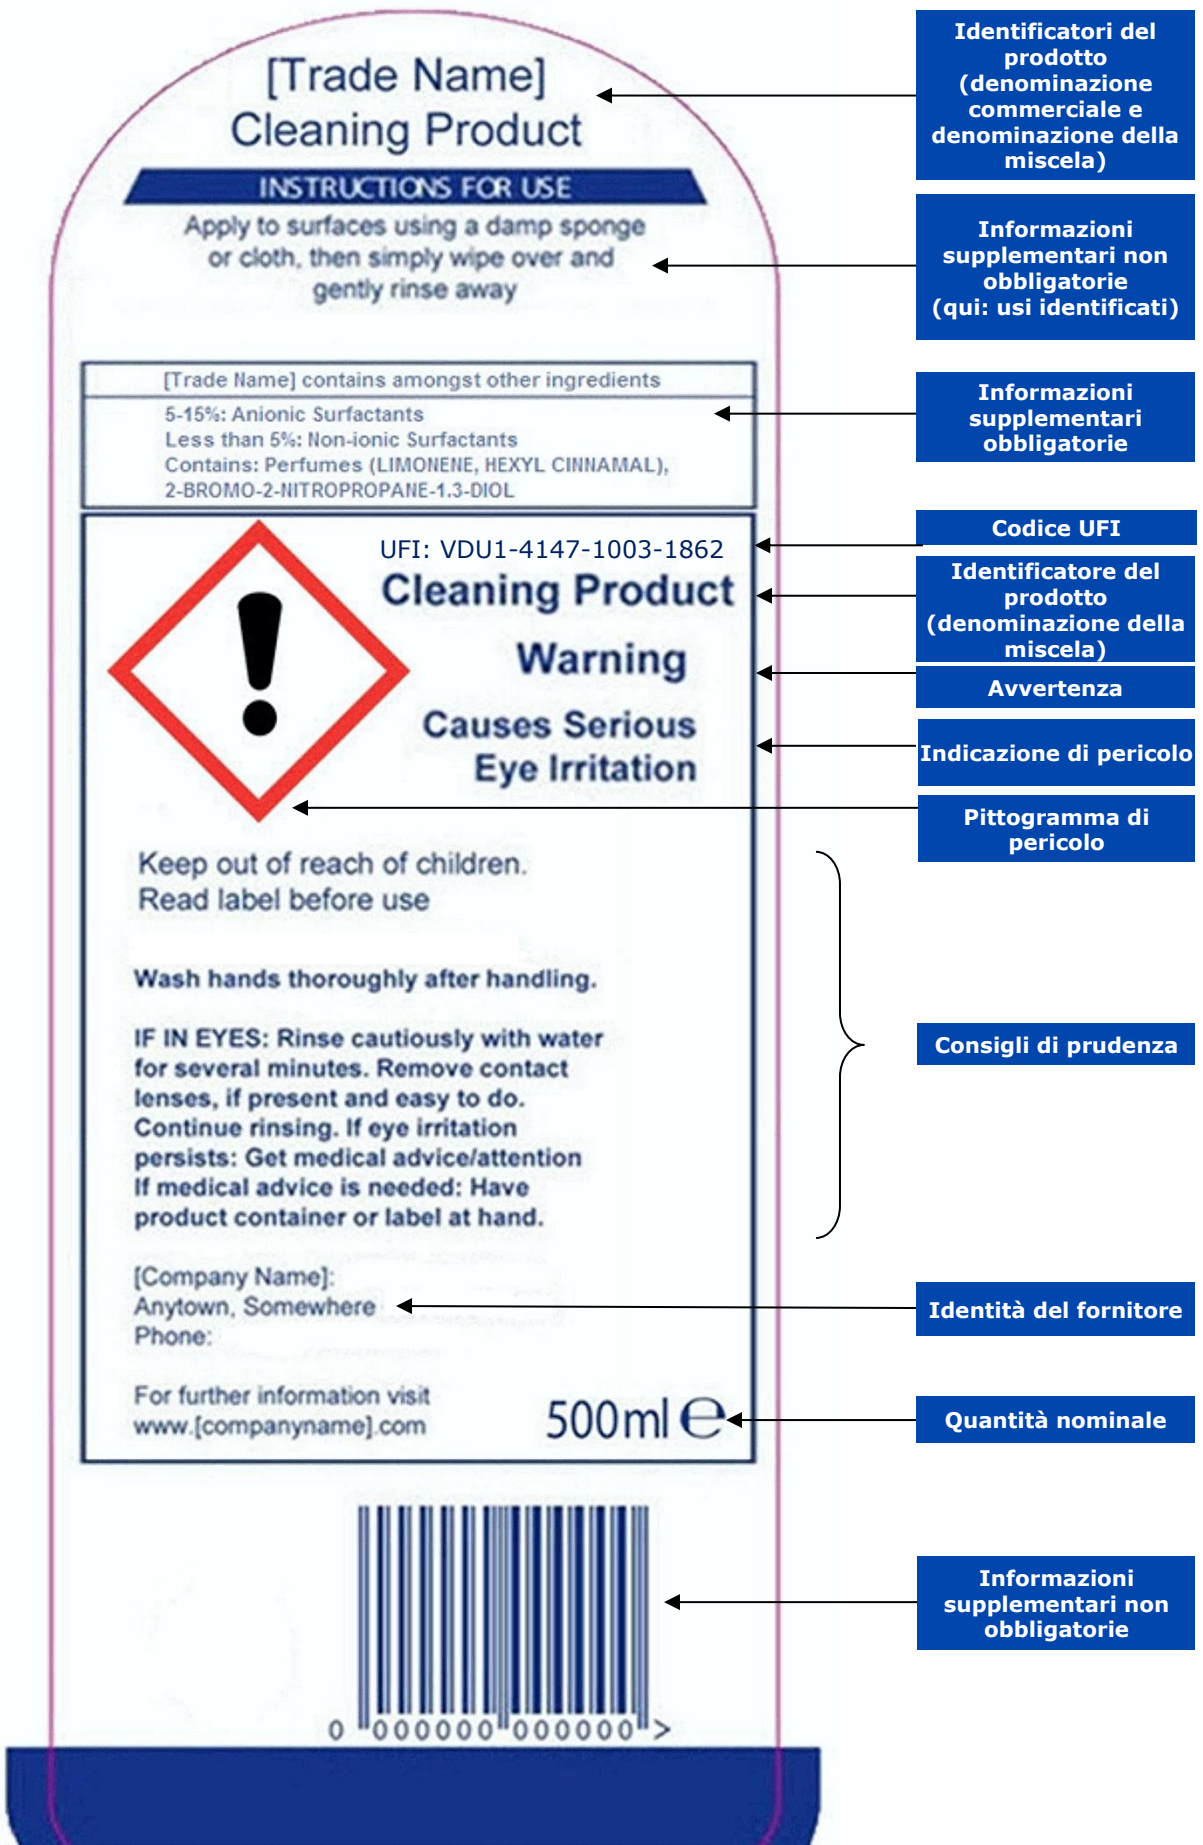 [Trade Name]
Cleaning Product
INSTRUCTIONS FOR USE
Apply to surfaces using a damp sponge
or cloth, then simply wipe over and
gently rinse away
[Trade Name] contains amongst other ingredients
5-15%: Anionic Surfactants
Less than 5%: Non-ionic Surfactants
Contains: Perfumes (LIMONENE, HEXYL CINNAMAL),
2-BROMO-2-NITROPROPANE-1.3-DIOL
UFI: VDU1-4147-1003-1862
Cleaning Product
Warning
Causes Serious
Eye Irritation
Keep out of reach of children.
Read label before use
Wash hands thoroughly after handling.
IF IN EYES: Rinse cautiously with water
for several minutes. Remove contact
lenses, if present and easy to do.
Continue rinsing. If eye irritation
persists: Get medical advice/attention
If medical advice is needed: Have
product container or label at hand.
[Company Name]:
Anytown, Somewhere
Phone:
For further information visit
www.[companyname].com
500ml ℮
0 000000 000000 >
Identificatori del
prodotto
(denominazione
commerciale e
denominazione della
miscela)
Informazioni
supplementari non
obbligatorie
(qui: usi identificati)
Informazioni
supplementari
obbligatorie
Codice UFI
Identificatore del
prodotto
(denominazione della
miscela)
Avvertenza
Indicazione di pericolo
Pittogramma di
pericolo
Consigli di prudenza
Identità del fornitore
Quantità nominale
Informazioni
supplementari non
obbligatorie